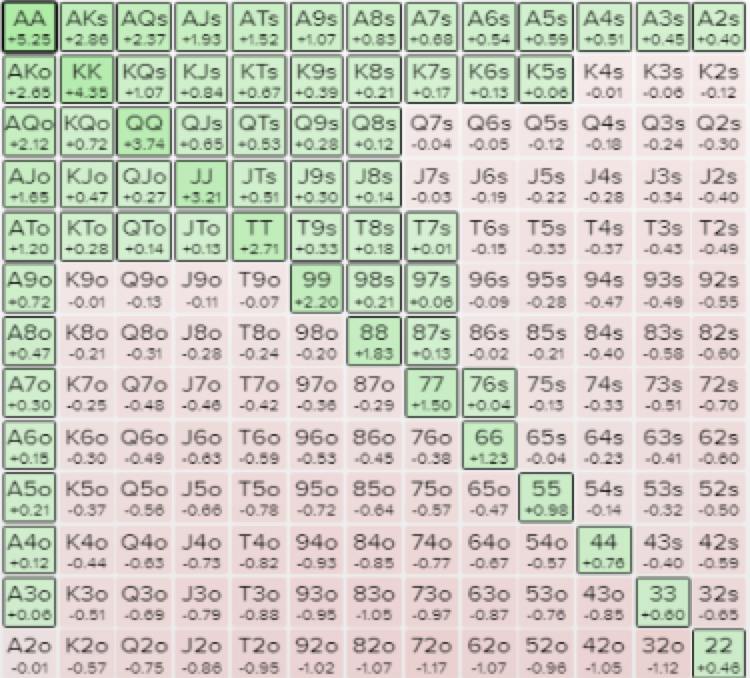 AA AKs AQs AJs ATs A9s A8s A7s A6s A5s A4s A3s A2s
+5.25 +2.86 +2.37 +1.93 +1.52 +1.07 +0.83 +0.68 +0.54 +0.59 +0.51 +0.45 +0.40
AKo KK KQs KJs KTs K9s K8s K7s K6s K5s K4s K3s K2s
+2.65 +4.35 +1.07 +0.84 +0.67 +0.39 +0.21 +0.17 +0.13 +0.06 -0.01 -0.06 -0.12
AQo KQo QQ QJs QTs Q9s Q8s Q7s Q6s Q5s Q4s Q3s Q2s
+2.12 +0.72 +3.74 +0.65 +0.53 +0.28 +0.12 -0.04 -0.05 -0.12 -0.18 -0.24 -0.30
AJo KJo QJo JJ JTs J9s J8s J7s J6s J5s J4s J3s J2s
+1.65 +0.47 +0.27 +3.21 +0.51 +0.30 +0.14 -0.03 -0.19 -0.22 -0.28 -0.34 -0.40
ATo KTo QTo JTo TT T9s T8s T7s T6s T5s T4s T3s T2s
+1.20 +0.28 +0.14 +0.13 +2.71 +0.33 +0.18 +0.01 -0.15 -0.33 -0.37 -0.43 -0.49
A9o K9o Q9o J9o T9o 99 98s 97s 96s 95s 94s 93s 92s
+0.72 -0.01 -0.13 -0.11 -0.07 +2.20 +0.21 +0.06 -0.09 -0.28 -0.47 -0.49 -0.55
A8o K8o Q8o J8o T8o 98o 88 87s 86s 85s 84s 83s 82s
+0.47 -0.21 -0.31 -0.28 -0.24 -0.20 +1.83 +0.13 -0.02 -0.21 -0.40 -0.58 -0.60
A7o K7o Q7o J7o T7o 97o 87o 77 76s 75s 74s 73s 72s
+0.30 -0.25 -0.48 -0.46 -0.42 -0.36 -0.29 +1.50 +0.04 -0.13 -0.33 -0.51 -0.70
A6o K6o Q6o J6o T6o 96o 86o 76o 66 65s 64s 63s 62s
+0.15 -0.30 -0.49 -0.63 -0.59 -0.53 -0.45 -0.38 +1.23 -0.04 -0.23 -0.41 -0.60
A5o K5o Q5o J5o T5o 95o 85o 75o 65o 55 54s 53s 52s
+0.21 -0.37 -0.56 -0.66 -0.78 -0.72 -0.64 -0.57 -0.47 +0.98 -0.14 -0.32 -0.50
A4o K4o Q4o J4o T4o 94o 84o 74o 64o 54o 44 43s 42s
+0.12 -0.44 -0.63 -0.73 -0.82 -0.93 -0.85 -0.77 -0.67 -0.57 +0.76 -0.40 -0.59
A3o K3o Q3o J3o T3o 93o 83o 73o 63o 53o 43o 33 32s
+0.06 -0.51 -0.69 -0.79 -0.88 -0.95 -1.05 -0.97 -0.87 -0.76 -0.85 +0.60 -0.65
A2o K2o Q2o J2o T2o 92o 82o 72o 62o 52o 42o 32o 22
-0.01 -0.57 -0.75 -0.86 -0.95 -1.02 -1.07 -1.17 -1.07 -0.96 -1.05 -1.12 +0.46